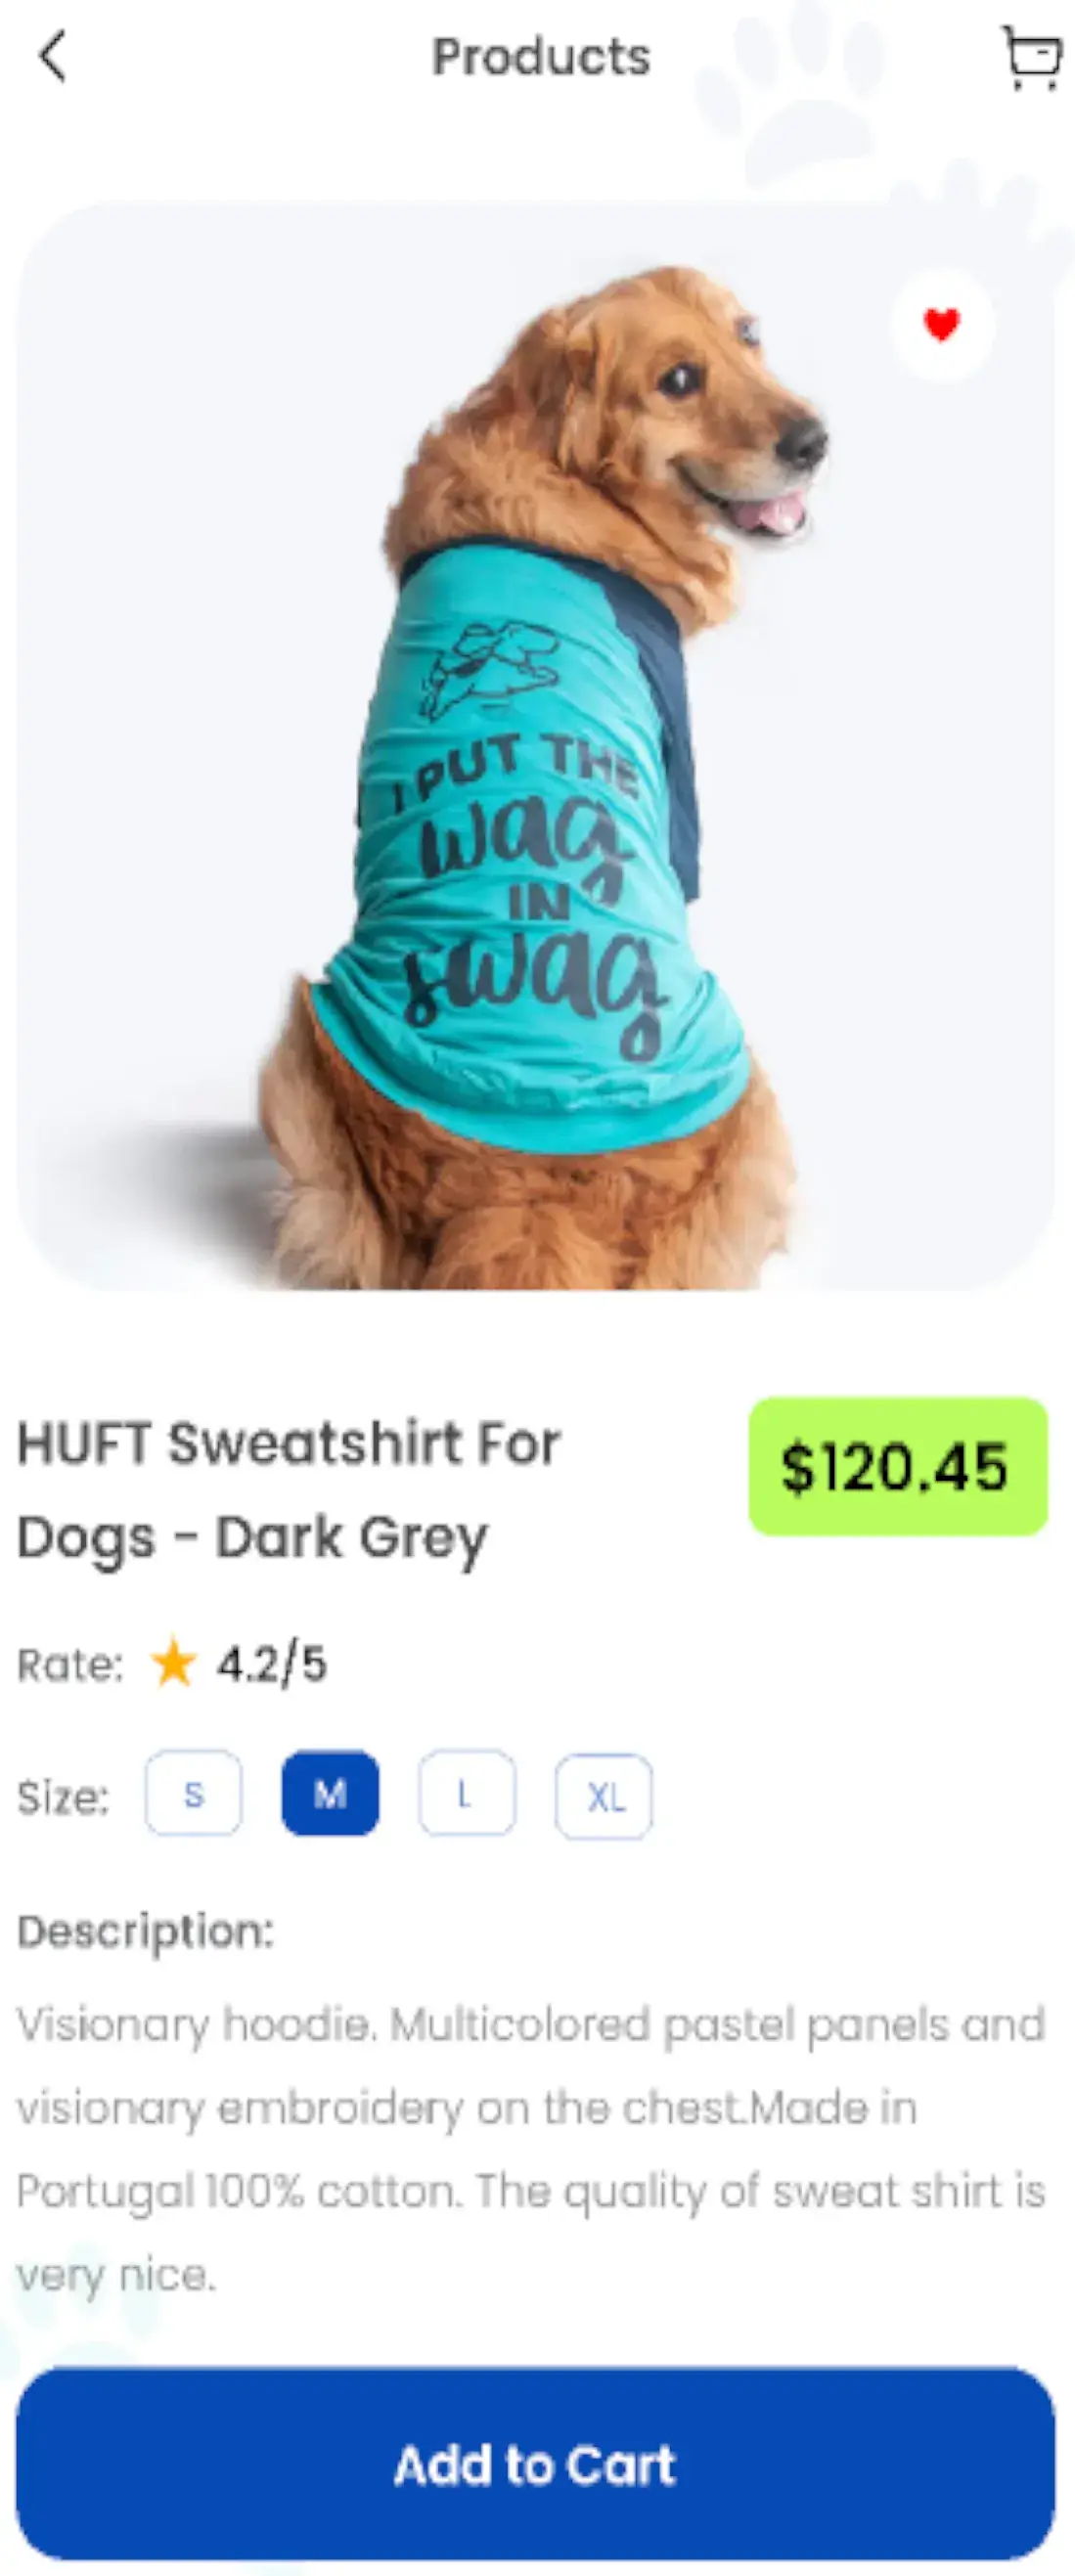 Products
I PUT THE
wag
IN
swag
HUFT Sweatshirt For
Dogs - Dark Grey
$120.45
Rate: 4.2/5
Size: S M L XL
Description:
Visionary hoodie. Multicolored pastel panels and
visionary embroidery on the chest.Made in
Portugal 100% cotton. The quality of sweat shirt is
very nice.
Add to Cart